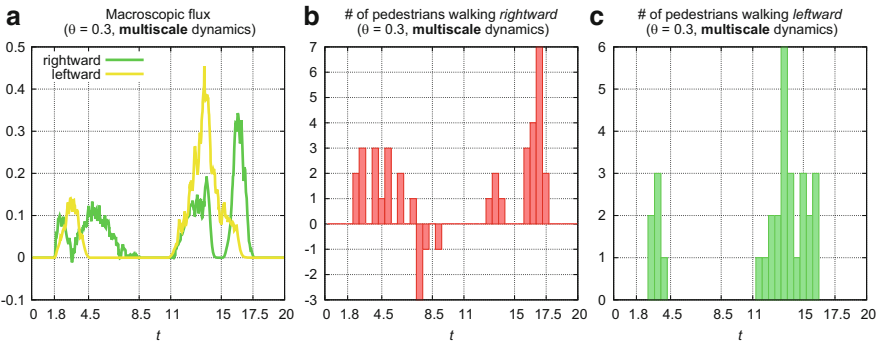 a
Macroscopic flux
(θ = 0.3, multiscale dynamics)
rightward
leftward
0.5
0.4
0.3
0.2
0.1
0
-0.1
0 1.8 4.5 8.5 11 14 17.5 20
t
b
# of pedestrians walking rightward
(θ = 0.3, multiscale dynamics)
7
6
5
4
3
2
1
0
-1
-2
-3
0 1.8 4.5 8.5 11 14 17.5 20
t
c
# of pedestrians walking leftward
(θ = 0.3, multiscale dynamics)
6
5
4
3
2
1
0
0 1.8 4.5 8.5 11 14 17.5 20
t